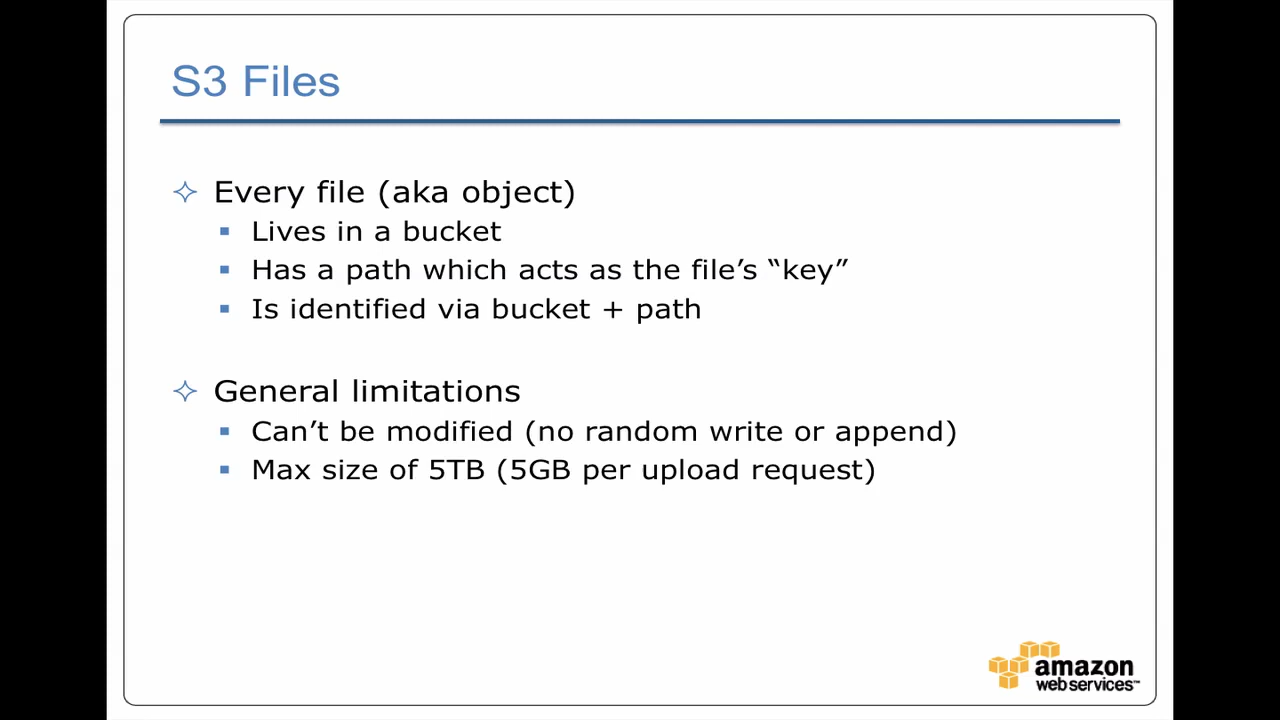 S3 Files
Every file (aka object)
Lives in a bucket
Has a path which acts as the file’s “key”
Is identified via bucket + path
General limitations
Can’t be modified (no random write or append)
Max size of 5TB (5GB per upload request)
amazon
webservices™